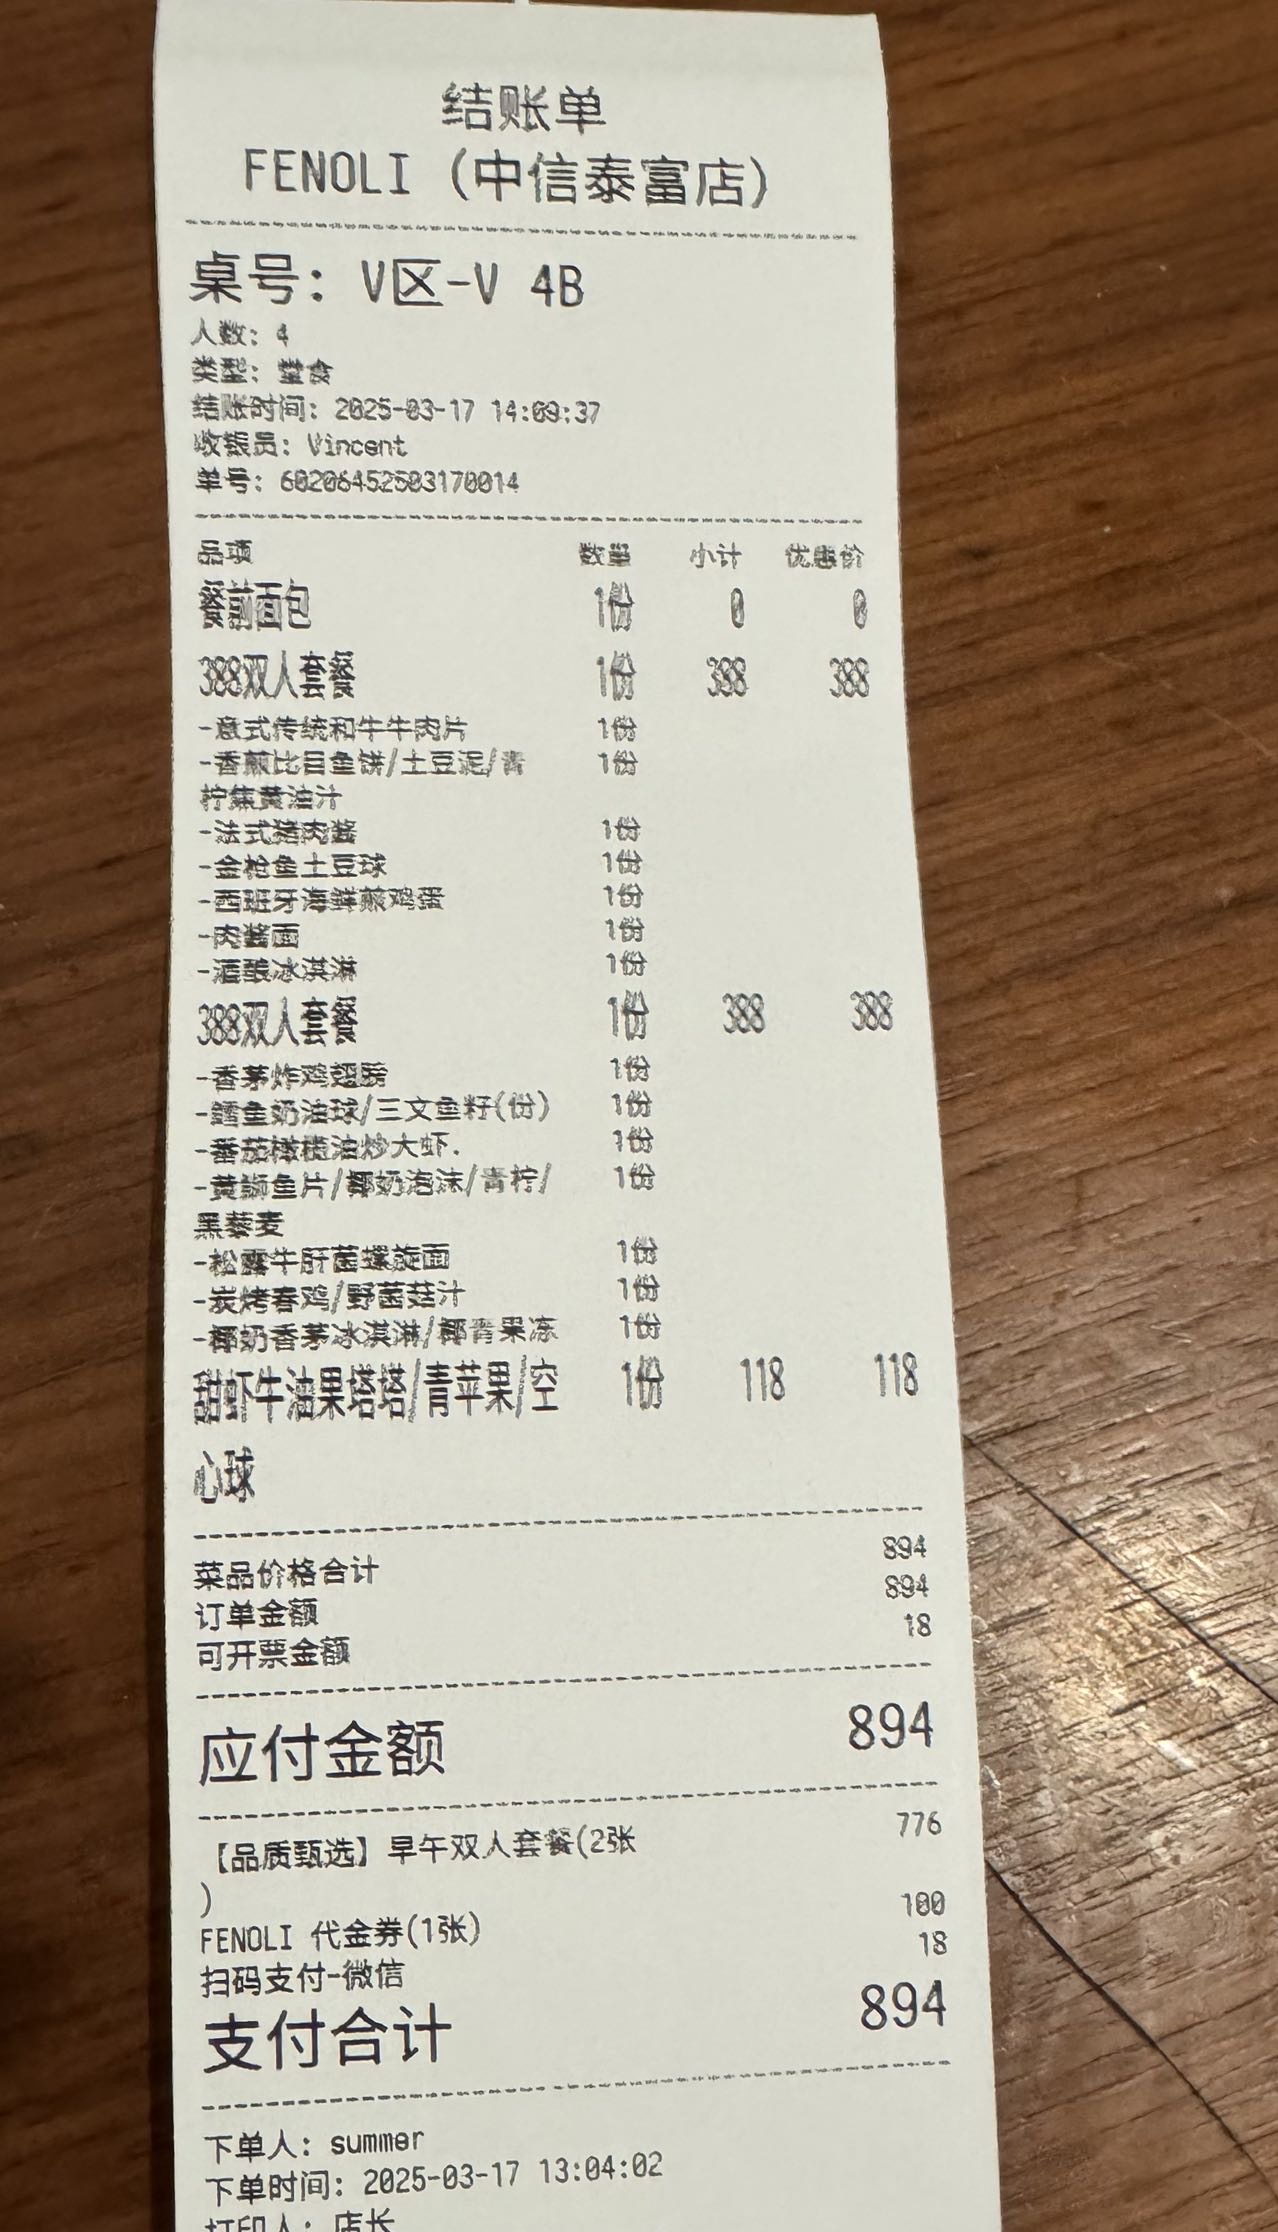 结账单
FENOLI (中信泰富店)
桌号: V区-V 4B
人数: 4
类型: 堂食
结账时间: 2025-03-17 14:09:37
收银员: Vincent
单号: 60206452503170014
品项 数量 小计 优惠价
餐前面包 1份 0 0
388双人套餐 1份 388 388
-意式传统和牛牛肉片 1份
-香煎比目鱼饼/土豆泥/青 1份
柠蕉黄油汁
-法式猪肉酱 1份
-金枪鱼土豆球 1份
-西班牙海鲜酿鸡蛋 1份
-肉酱面 1份
-酒酿冰淇淋 1份
388双人套餐 1份 388 388
-香茅炸鸡翅膀 1份
-鳕鱼奶油球/三文鱼籽(份) 1份
-番茄橄榄油炒大虾. 1份
-黄鰤鱼片/椰奶泡沫/青柠/ 1份
黑藜麦
-松露牛肝菌螺旋面 1份
-炭烤春鸡/野菌菇汁 1份
-椰奶香茅冰淇淋/椰青果冻 1份
甜虾牛油果塔塔/青苹果/空 1份 118 118
心球
菜品价格合计 894
订单金额 894
可开票金额 18
应付金额 894
【品质甄选】早午双人套餐(2张 776
)
FENOLI 代金券(1张) 100
扫码支付-微信 18
支付合计 894
下单人: summer
下单时间: 2025-03-17 13:04:02
打印人: 店长